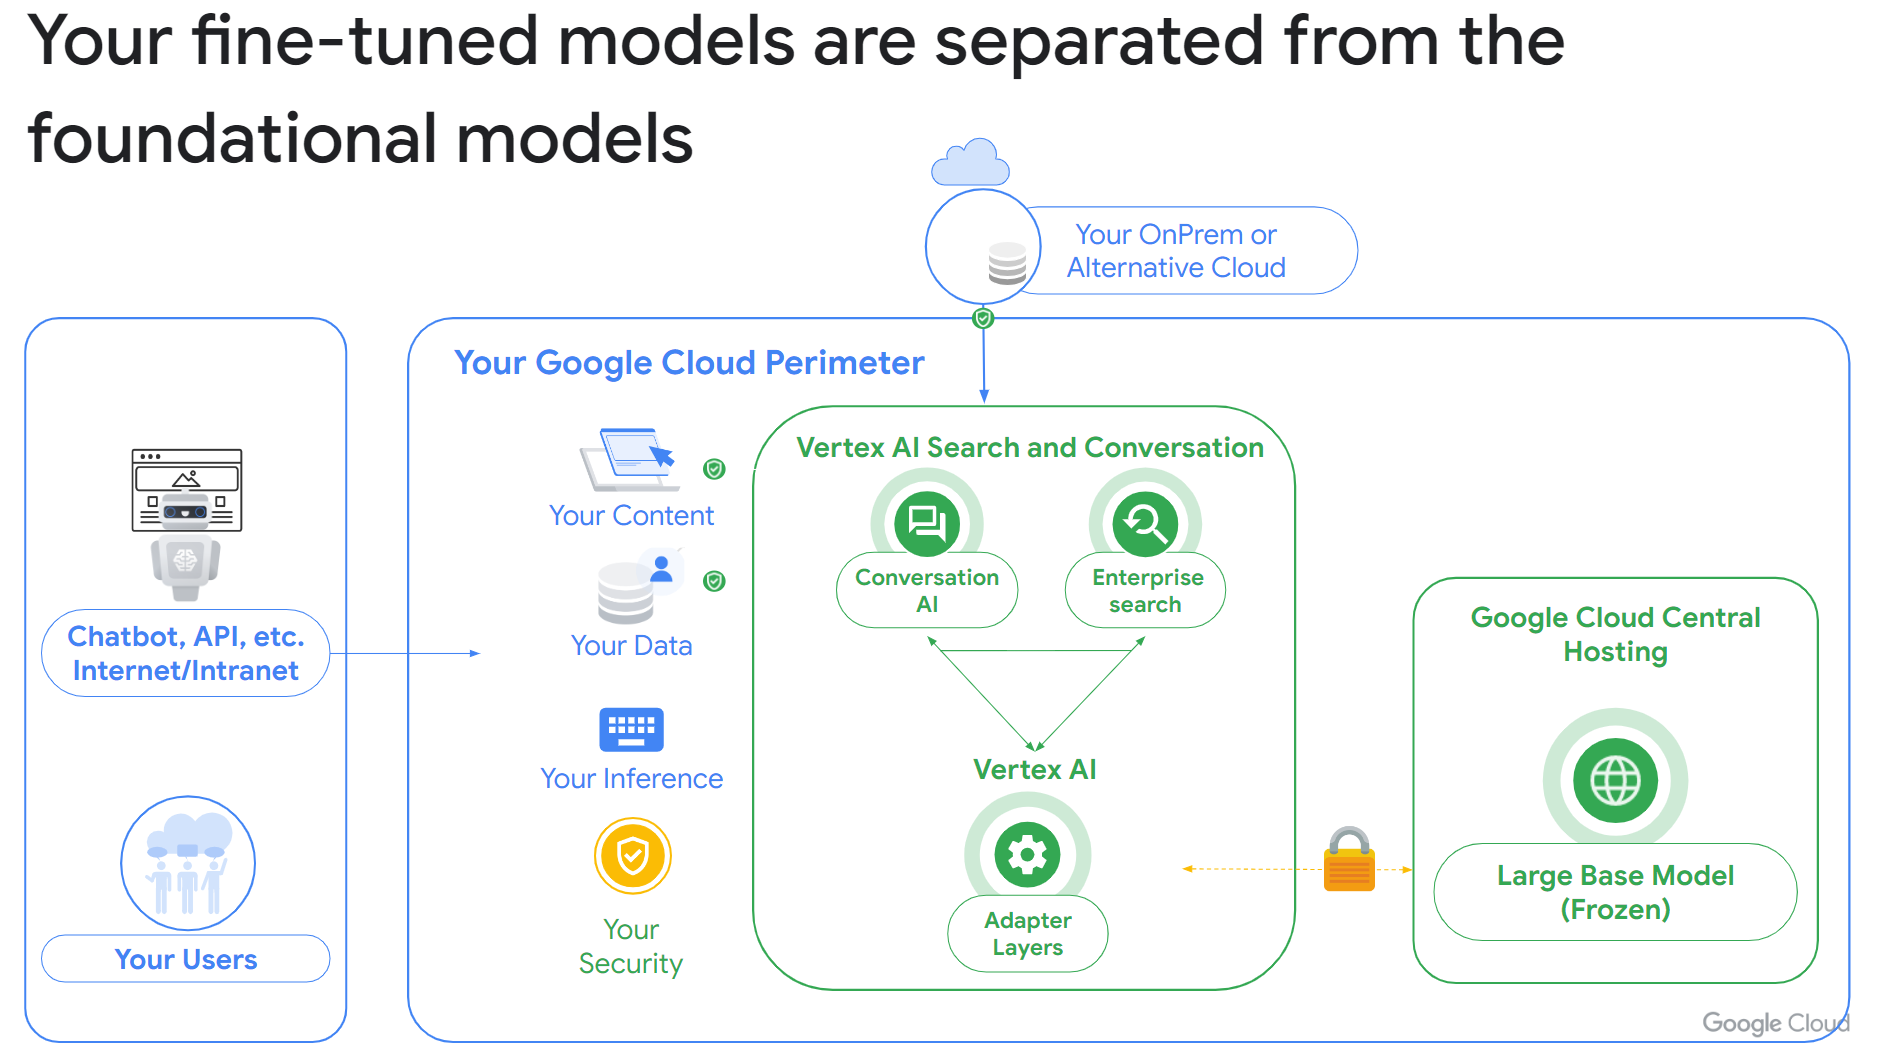 Your fine-tuned models are separated from the
foundational models
Your OnPrem or
Alternative Cloud
Your Google Cloud Perimeter
Chatbot, API, etc.
Internet/Intranet
Your Users
Your Content
Your Data
Your Inference
Your
Security
Vertex AI Search and Conversation
Conversation
AI
Enterprise
search
Vertex AI
Adapter
Layers
Google Cloud Central
Hosting
Large Base Model
(Frozen)
Google Cloud